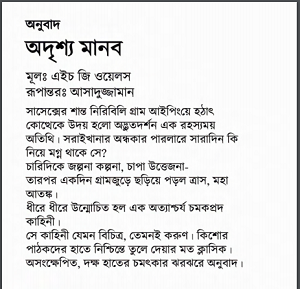 অনুবাদ
অদৃশ্য মানব
মূলঃ এইচ জি ওয়েলস
রূপান্তরঃ আসাদুজ্জামান
সাসেক্সের শান্ত নিরিবিলি গ্রাম আইপিংয়ে হঠাৎ
কোত্থেকে উদয় হলো অদ্ভুতদর্শন এক রহস্যময়
অতিথি। সরাইখানার অন্ধকার পারলারে সারাদিন কি
নিয়ে মগ্ন থাকে সে?
চারিদিকে জল্পনা কল্পনা, চাপা উত্তেজনা-
তারপর একদিন গ্রামজুড়ে ছড়িয়ে পড়ল ত্রাস, মহা
আতঙ্ক।
ধীরে ধীরে উন্মোচিত হল এক অত্যাশ্চর্য চমকপ্রদ
কাহিনী।
সে কাহিনী যেমন বিচিত্র, তেমনই করুণ। কিশোর
পাঠকদের হাতে নিশ্চিন্তে তুলে দেয়ার মত ক্লাসিক।
অসংক্ষেপিত, দক্ষ হাতের চমৎকার ঝরঝরে অনুবাদ।